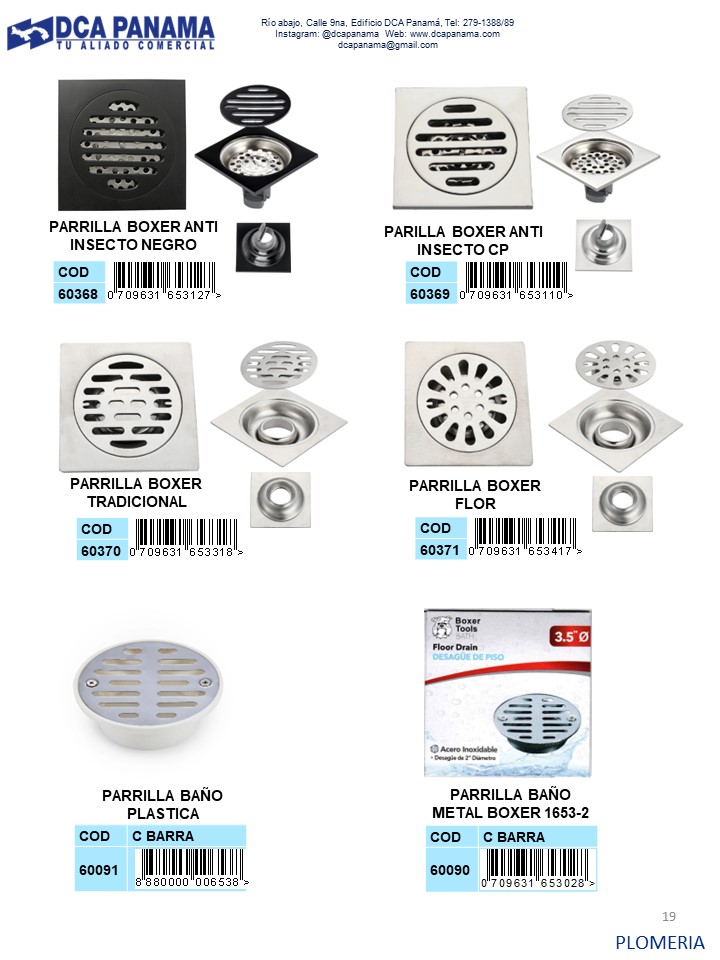 DCA PANAMA
TU ALIADO COMERCIAL
Río abajo, Calle 9na, Edificio DCA Panamá, Tel: 279-1388/89
Instagram: @dcapanama Web: www.dcapanama.com
dcapanama@gmail.com
PARRILLA BOXER ANTI
INSECTO NEGRO
COD
60368
0 709631 653127 >
PARILLA BOXER ANTI
INSECTO CP
COD
60369
0 709631 653110 >
PARRILLA BOXER
TRADICIONAL
COD
60370
0 709631 653318 >
PARRILLA BOXER
FLOR
COD
60371
0 709631 653417 >
PARRILLA BAÑO
PLASTICA
COD C BARRA
60091
8 880000 006538 >
Boxer
Tools
BATH
3.5" Ø
Floor Drain
DESAGÜE DE PISO
Acero Inoxidable
• Desagüe de 2" Diámetro
PARRILLA BAÑO
METAL BOXER 1653-2
COD C BARRA
60090
0 709631 653028 >
19
PLOMERIA